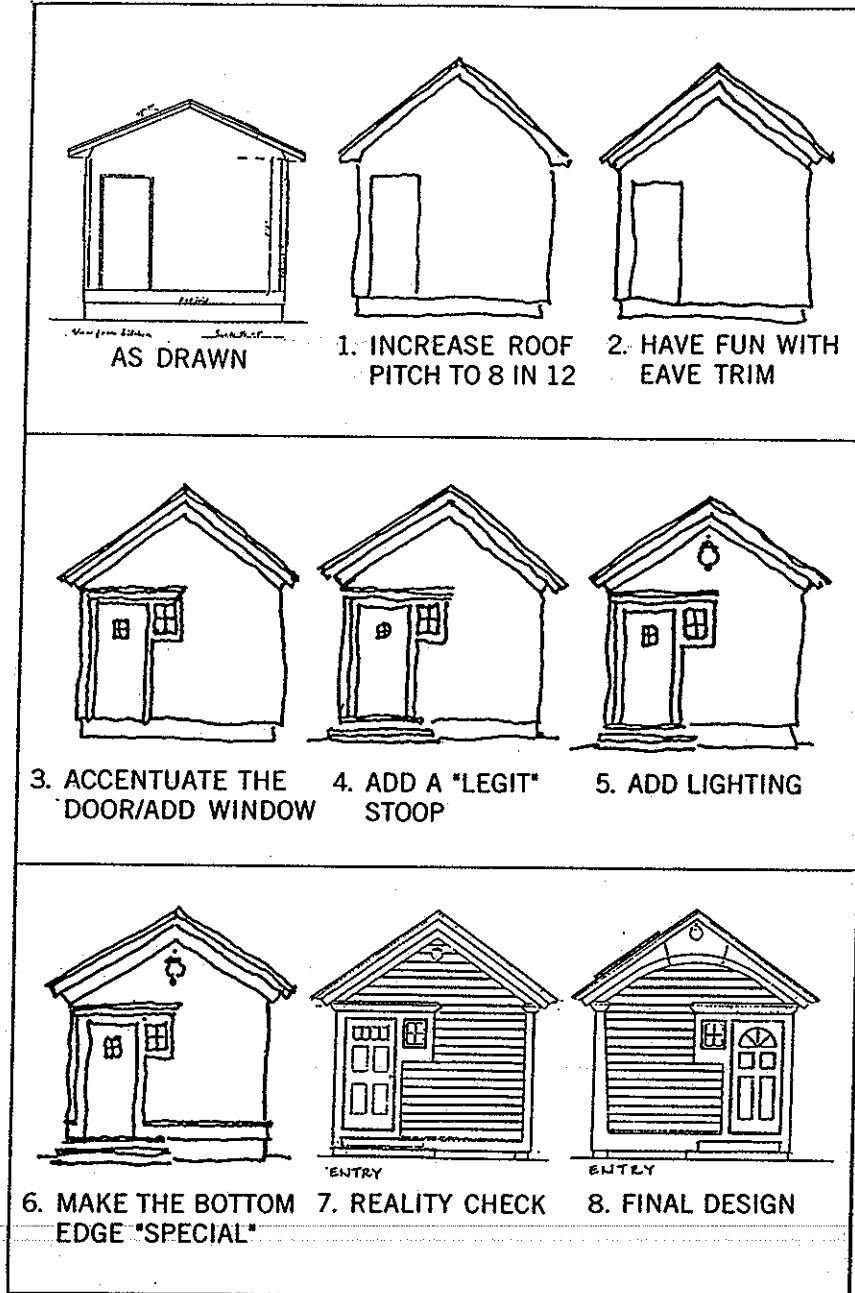 AS DRAWN
1. INCREASE ROOF
PITCH TO 8 IN 12
2. HAVE FUN WITH
EAVE TRIM
3. ACCENTUATE THE
DOOR/ADD WINDOW
4. ADD A "LEGIT"
STOOP
5. ADD LIGHTING
ENTRY
ENTRY
6. MAKE THE BOTTOM
EDGE "SPECIAL"
7. REALITY CHECK
8. FINAL DESIGN